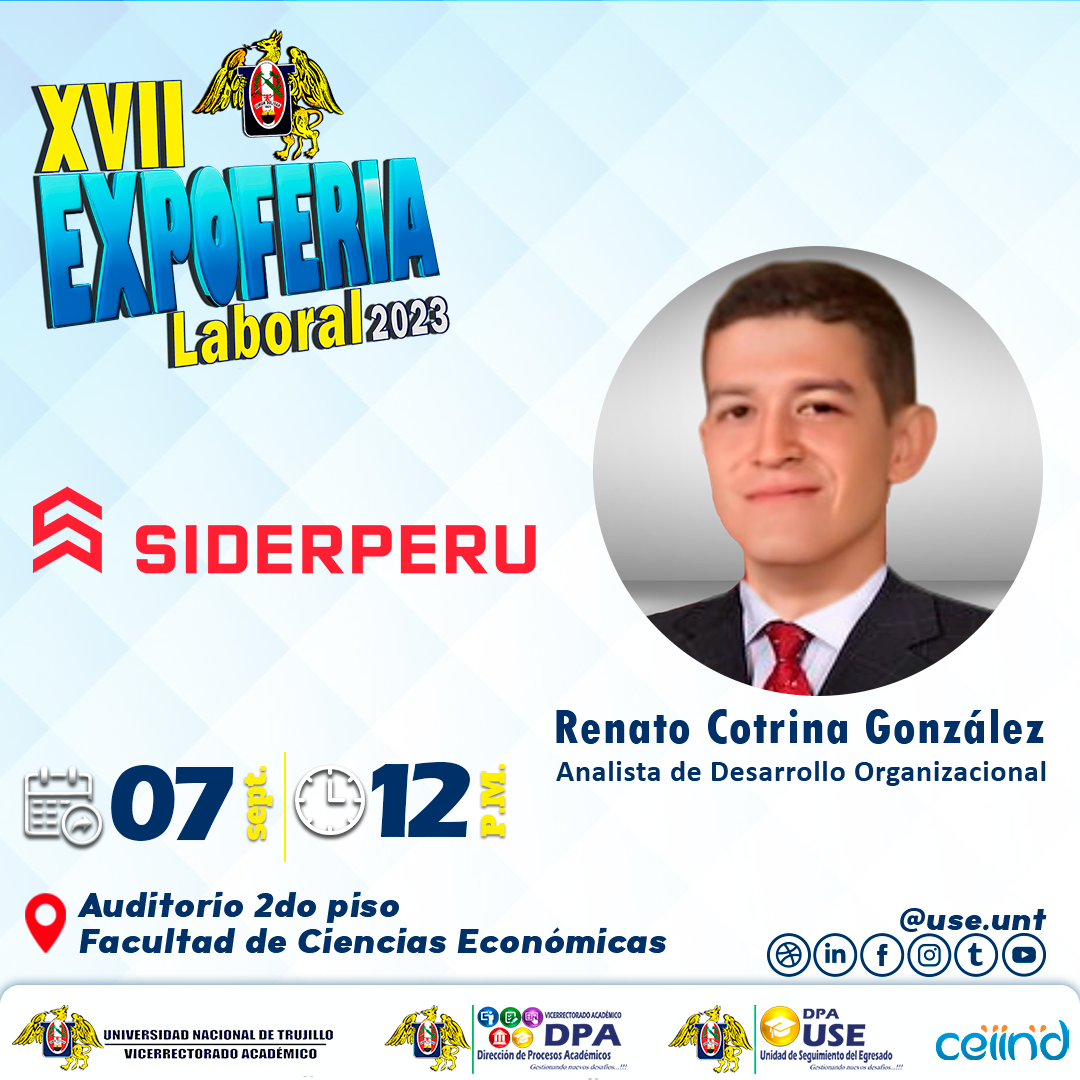 XVII
EXPOFERIA
Laboral 2023
SIDERPERU
Renato Cotrina González
Analista de Desarrollo Organizacional
07 sept.
12 P.M.
Auditorio 2do piso
Facultad de Ciencias Económicas
@use.unt
UNIVERSIDAD NACIONAL DE TRUJILLO
VICERRECTORADO ACADÉMICO
VICERRECTORADO ACADÉMICO
DPA
Dirección de Procesos Académicos
Gestionando nuevos desafíos...!!!
DPA
USE
Unidad de Seguimiento del Egresado
Gestionando nuevos desafíos...!!!
ceiind